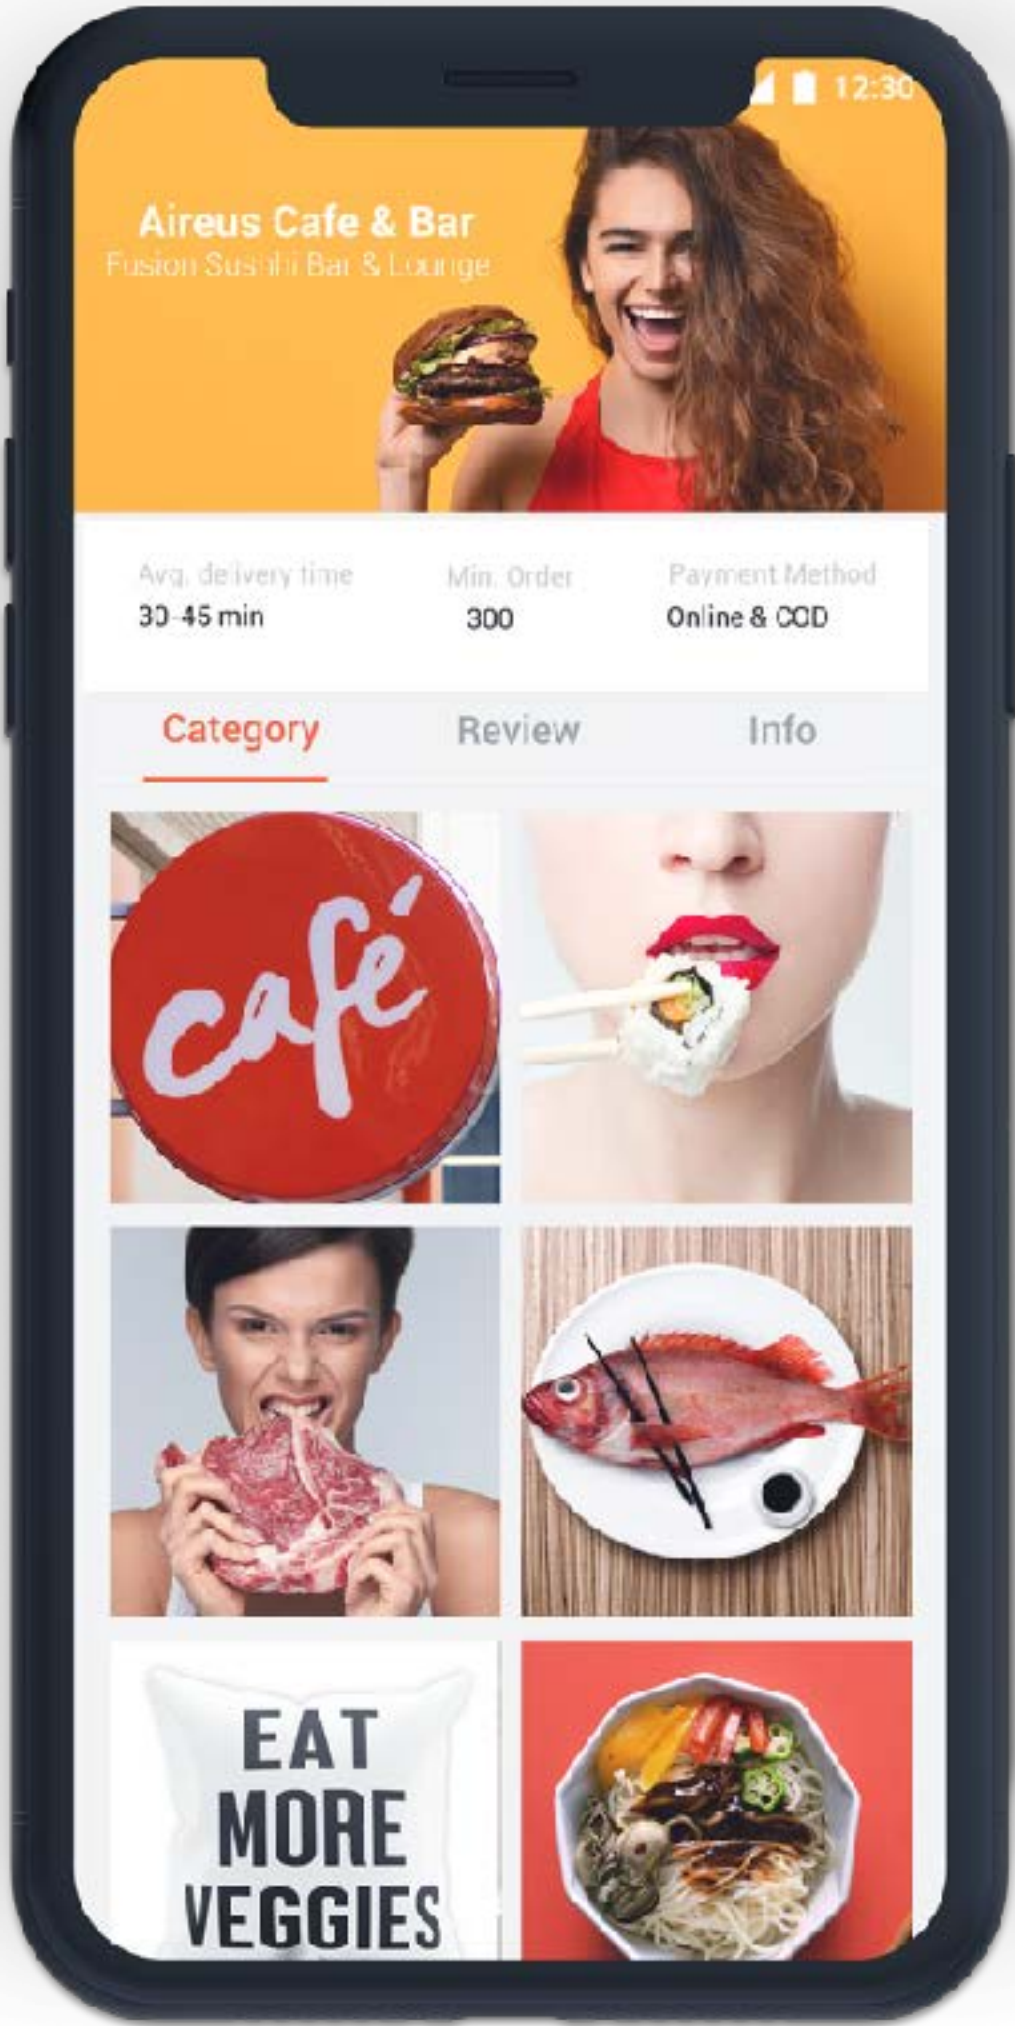 12:30
Aireus Cafe & Bar
Fusion Sushhi Bar & Lounge
Avg. delivery time
Min. Order
Payment Method
30-45 min
300
Online & COD
Category
Review
Info
café
EAT
MORE
VEGGIES